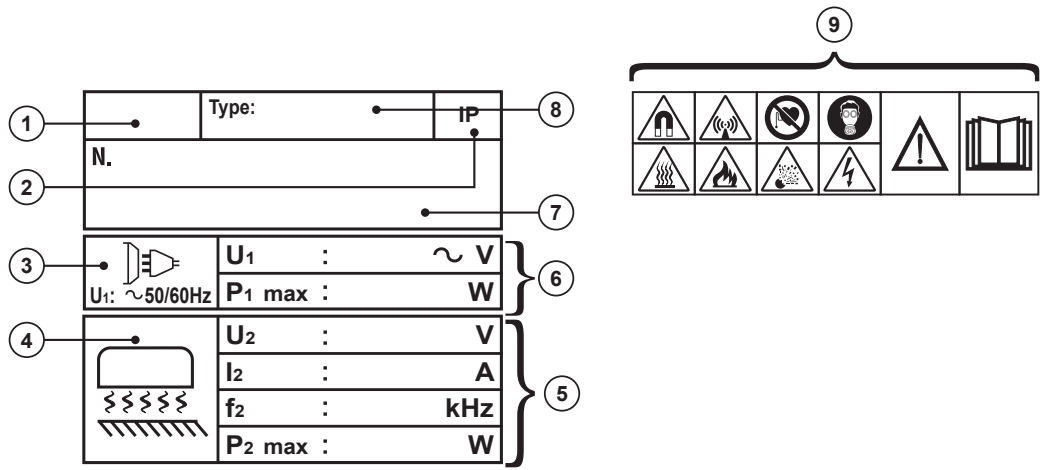 9
1
Type:
IP
8
N.
2
7
3
U1: ~50/60Hz
U1 : ~ V
P1 max : W
6
4
U2 : V
I2 : A
f2 : kHz
P2 max : W
5